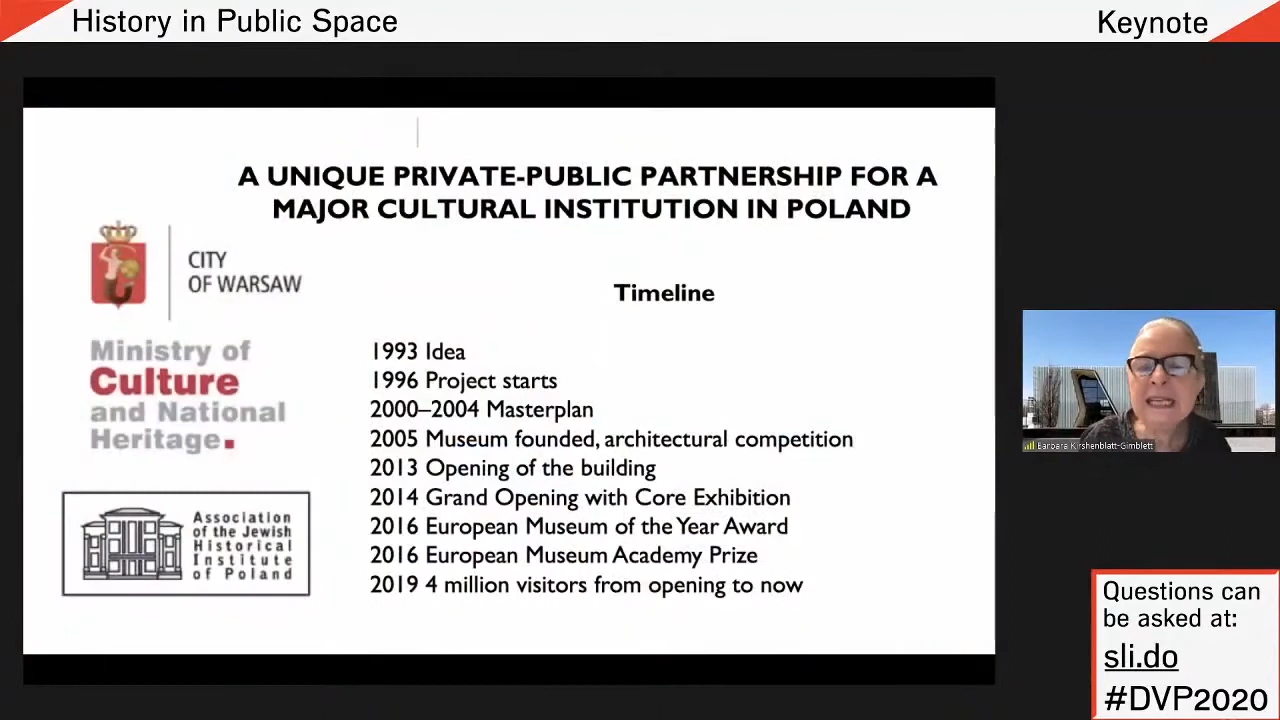 History in Public Space
Keynote
A UNIQUE PRIVATE-PUBLIC PARTNERSHIP FOR A
MAJOR CULTURAL INSTITUTION IN POLAND
CITY
OF WARSAW
Ministry of
Culture
and National
Heritage.
Association
of the Jewish
Historical
Institute
of Poland
Timeline
1993 Idea
1996 Project starts
2000–2004 Masterplan
2005 Museum founded, architectural competition
2013 Opening of the building
2014 Grand Opening with Core Exhibition
2016 European Museum of the Year Award
2016 European Museum Academy Prize
2019 4 million visitors from opening to now
Barbara Kirshenblatt-Gimblett
Questions can
be asked at:
sli.do
#DVP2020